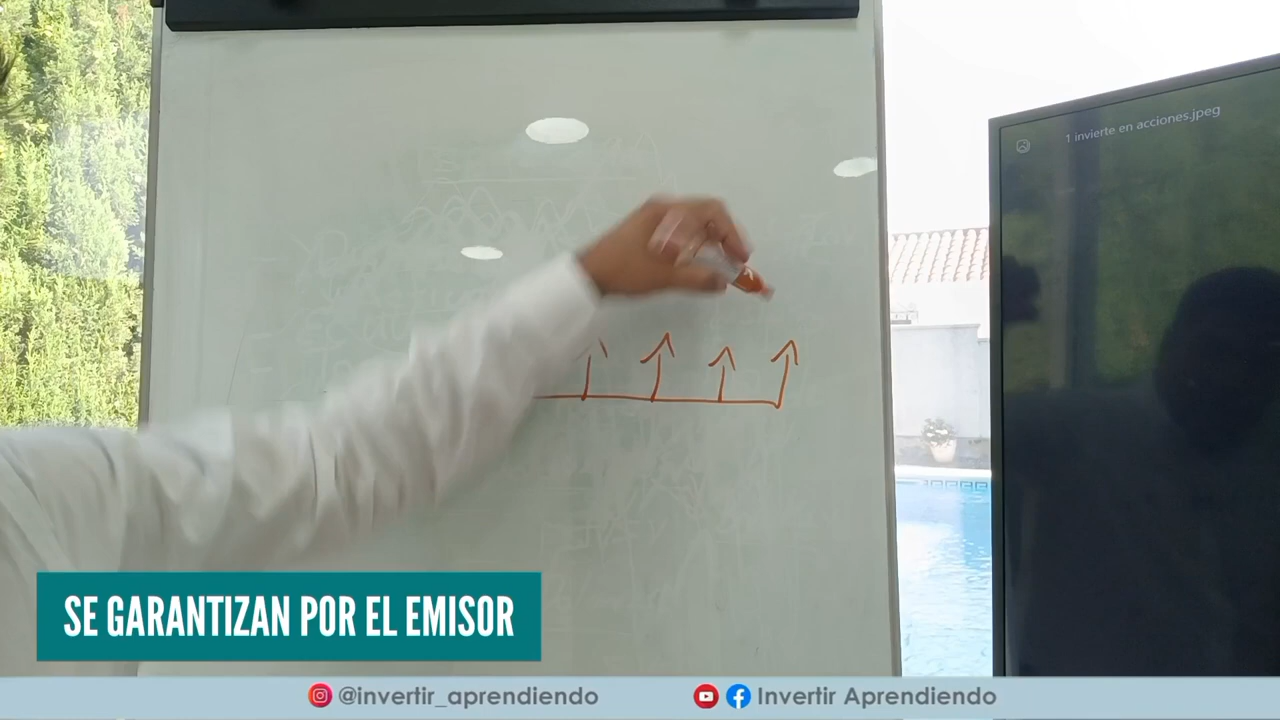 1 invierte en acciones.jpeg
SE GARANTIZAN POR EL EMISOR
@invertir_aprendiendo
Invertir Aprendiendo